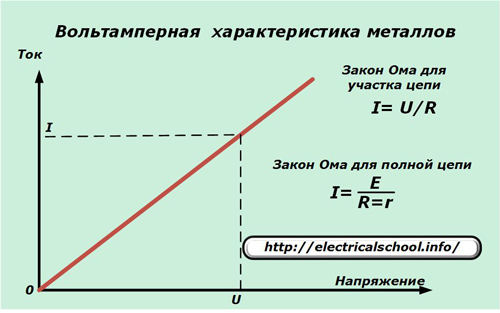 Вольтамперная характеристика металлов
Ток
Закон Ома для
участка цепи
I= U/R
I
Закон Ома для полной цепи
I= E
R=r
http://electricalschool.info/
0
Напряжение
U